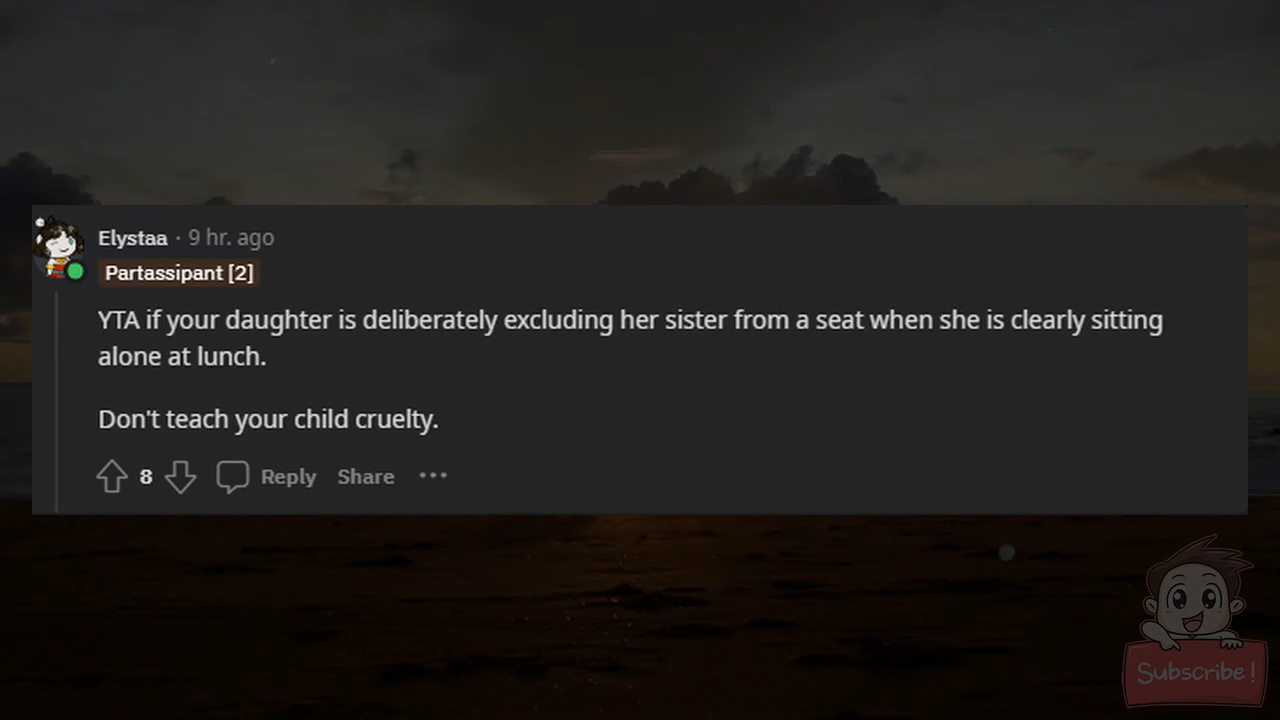 Elystaa · 9 hr. ago
Partassipant [2]
YTA if your daughter is deliberately excluding her sister from a seat when she is clearly sitting
alone at lunch.
Don't teach your child cruelty.
8 Reply Share ···
Subscribe!